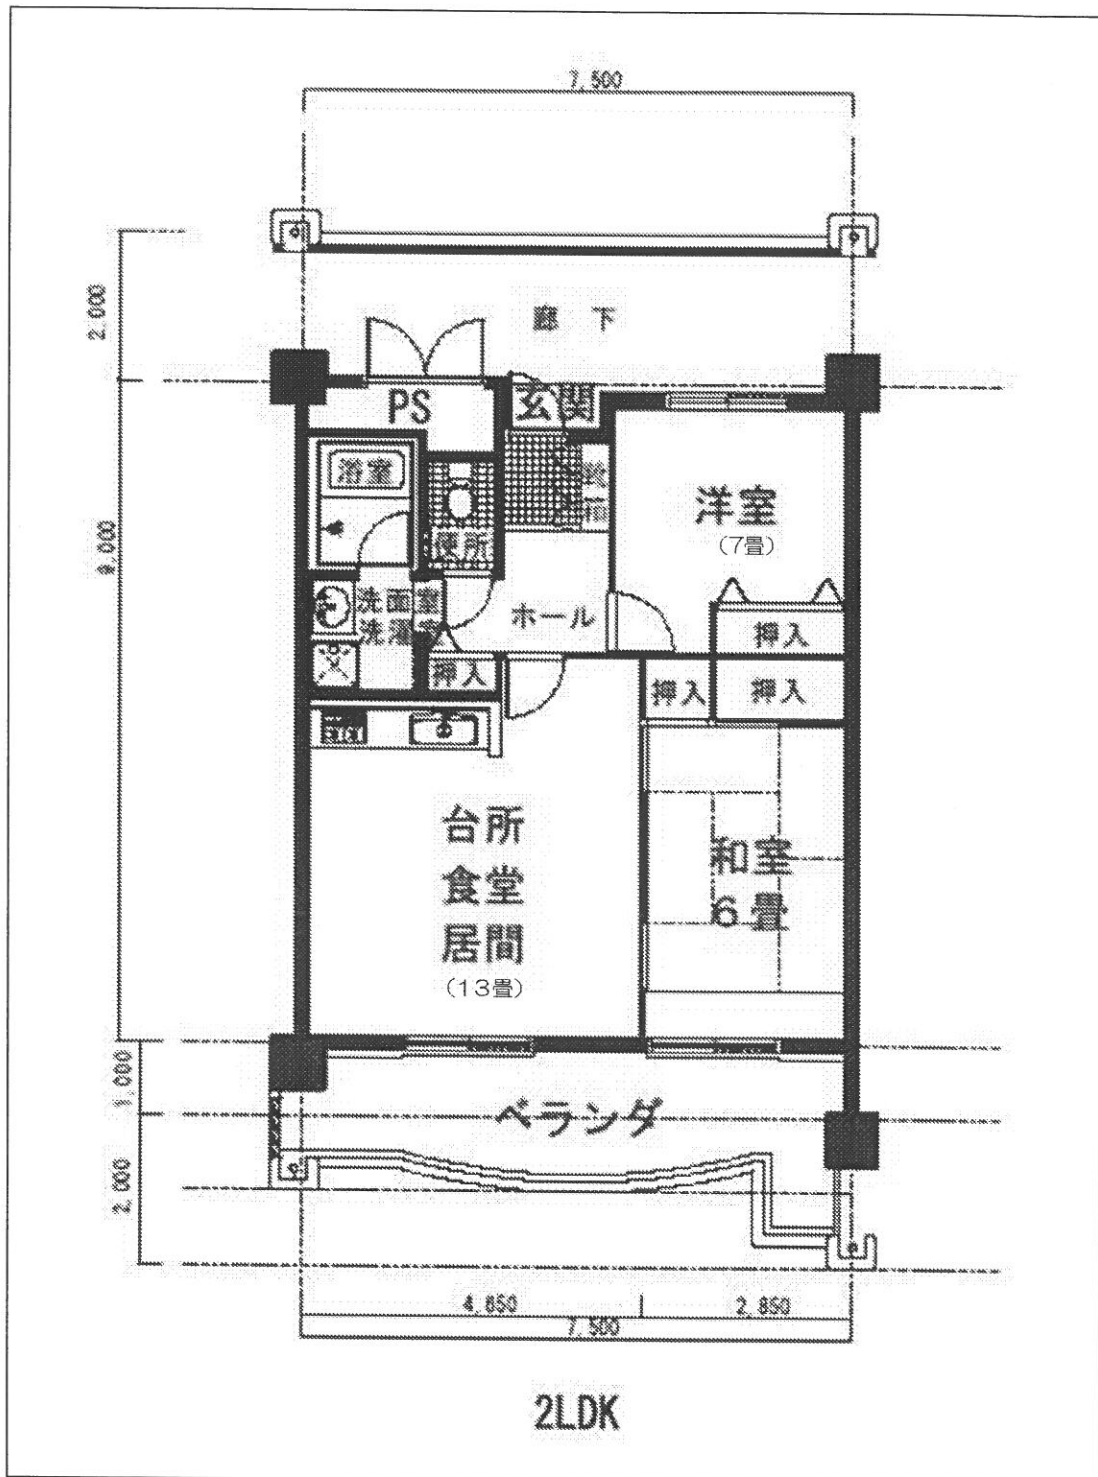 7,500
2,000
廊 下
PS
玄関
浴室
洋室
(7畳)
便所
9,000
洗面室
洗濯室
ホール
押入
押入
押入
押入
台所
食堂
居間
(13畳)
和室
6畳
1,000
ベランダ
2,000
4,850
2,850
7,500
2LDK